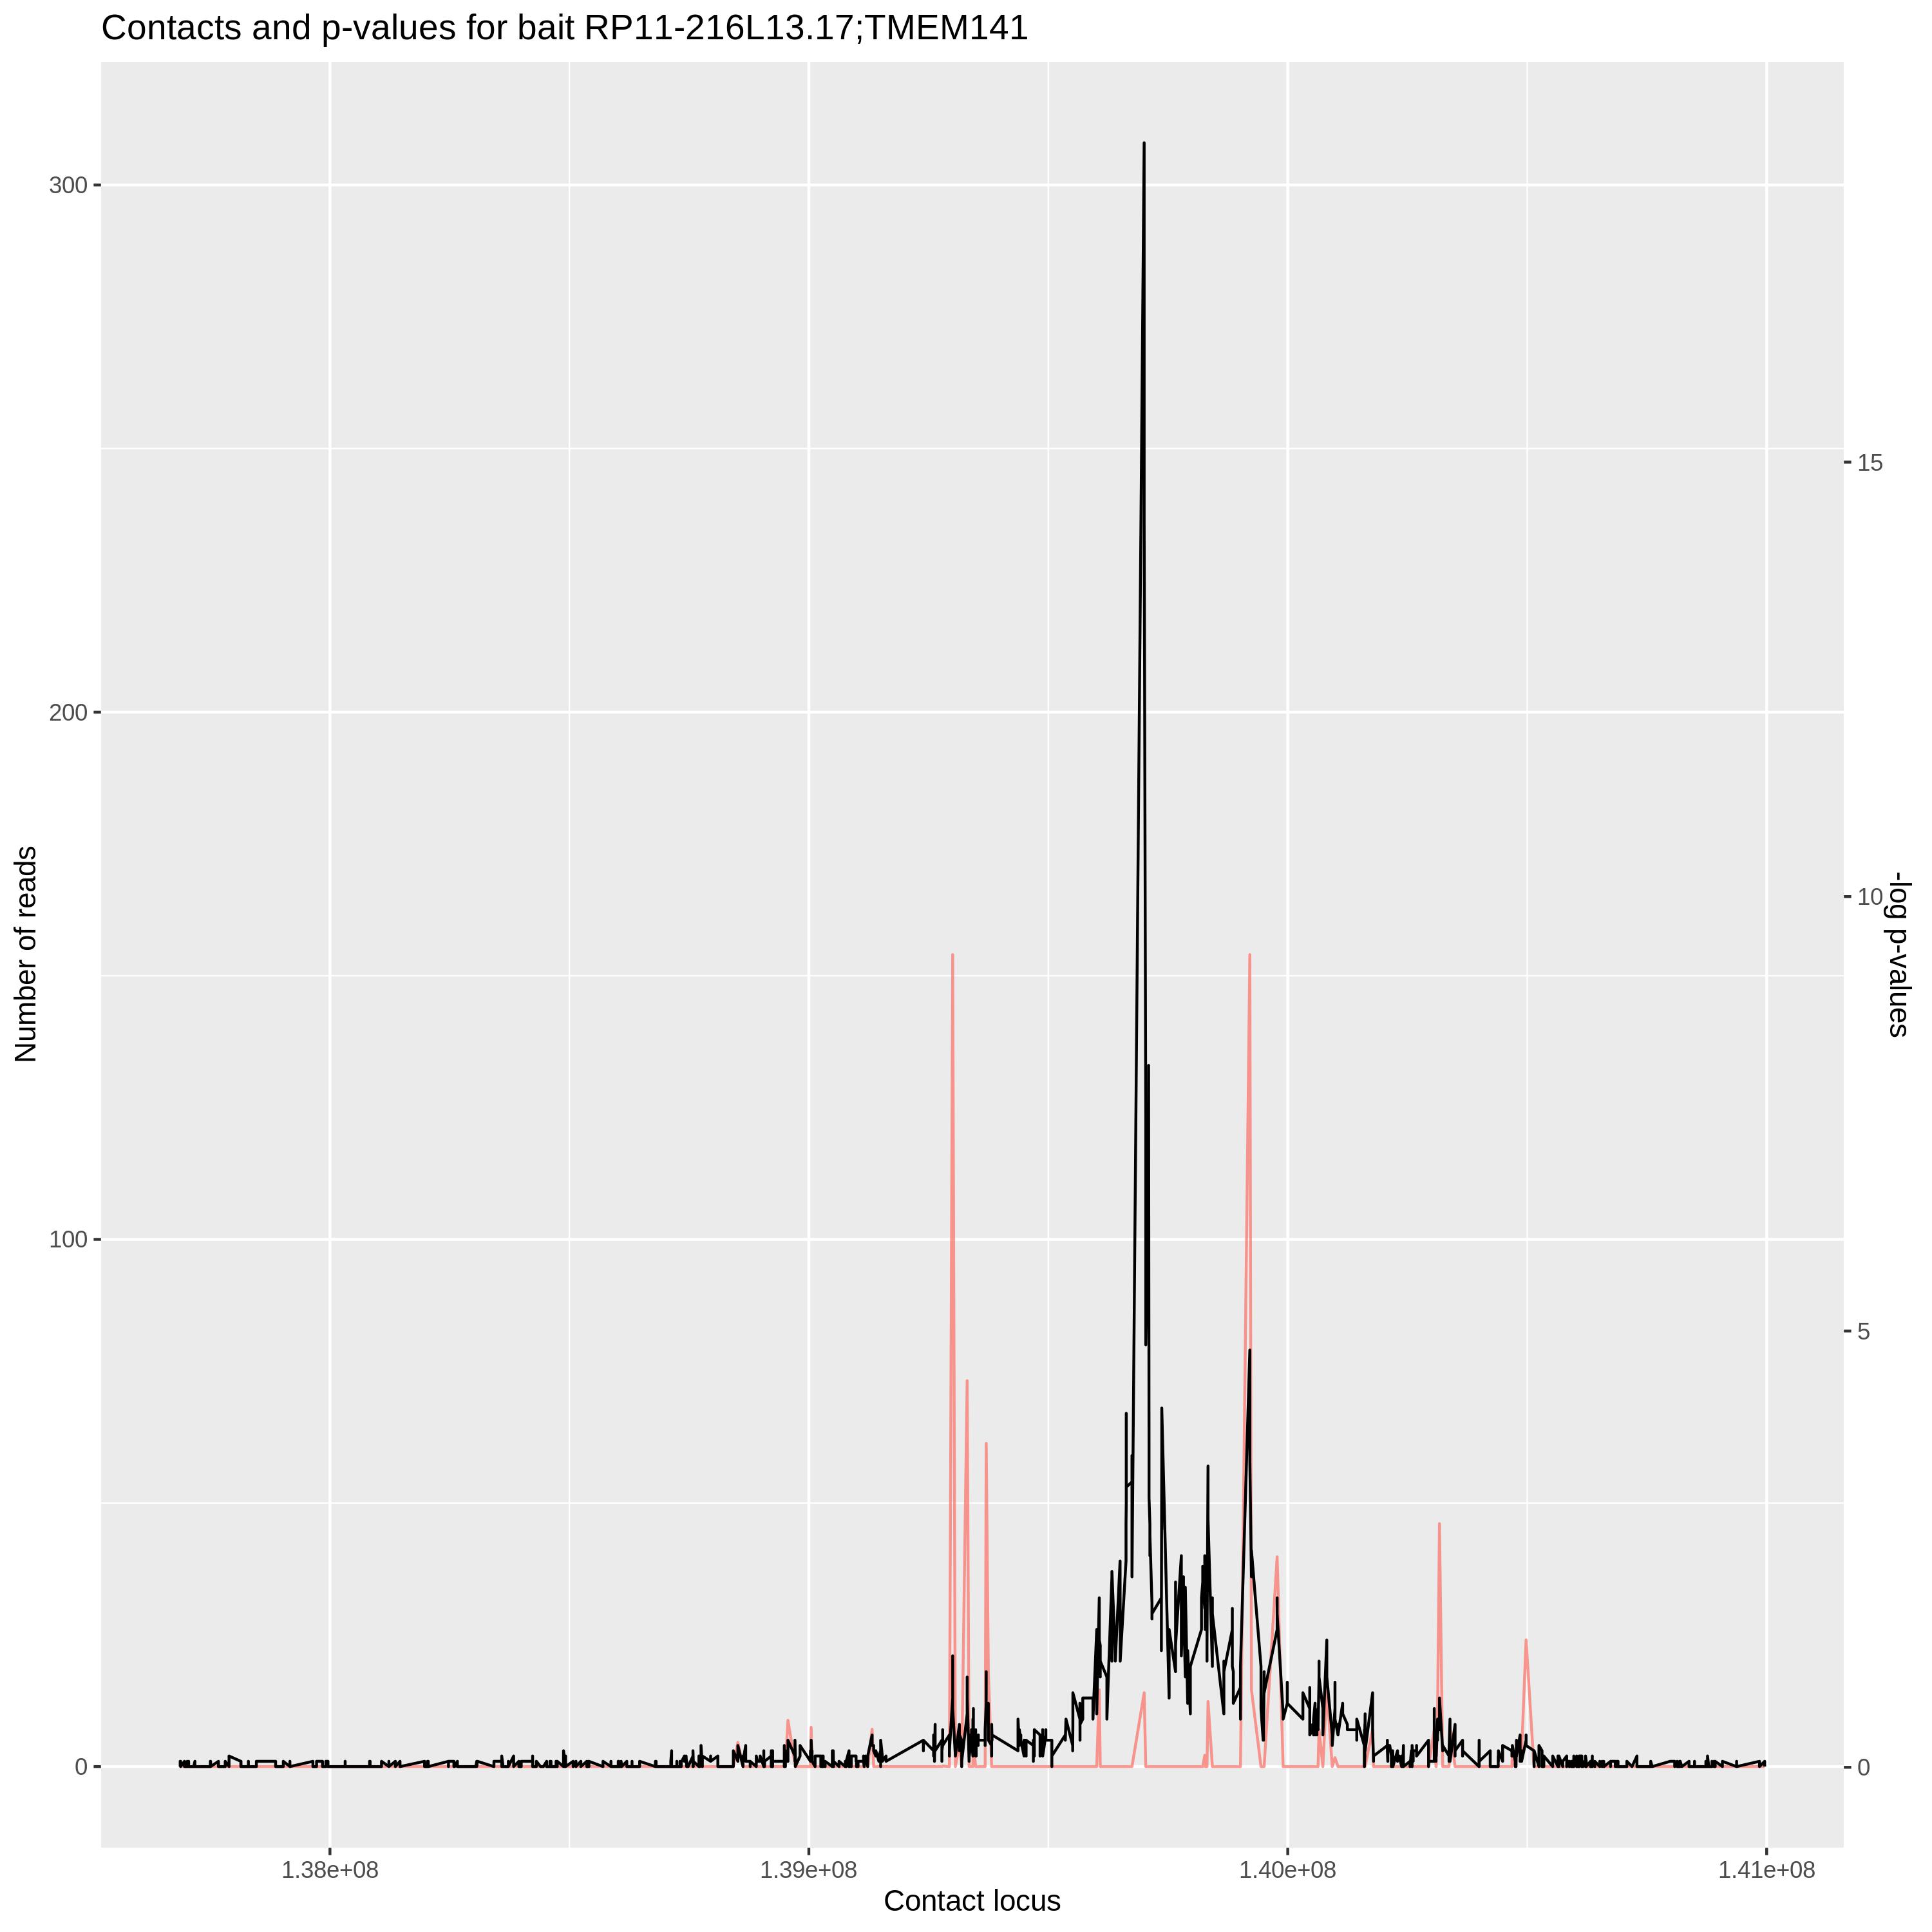 Contacts and p-values for bait RP11-216L13.17;TMEM141
300
200
100
0
Number of reads
15
10
5
0
-log p-values
1.38e+08
1.39e+08
1.40e+08
1.41e+08
Contact locus